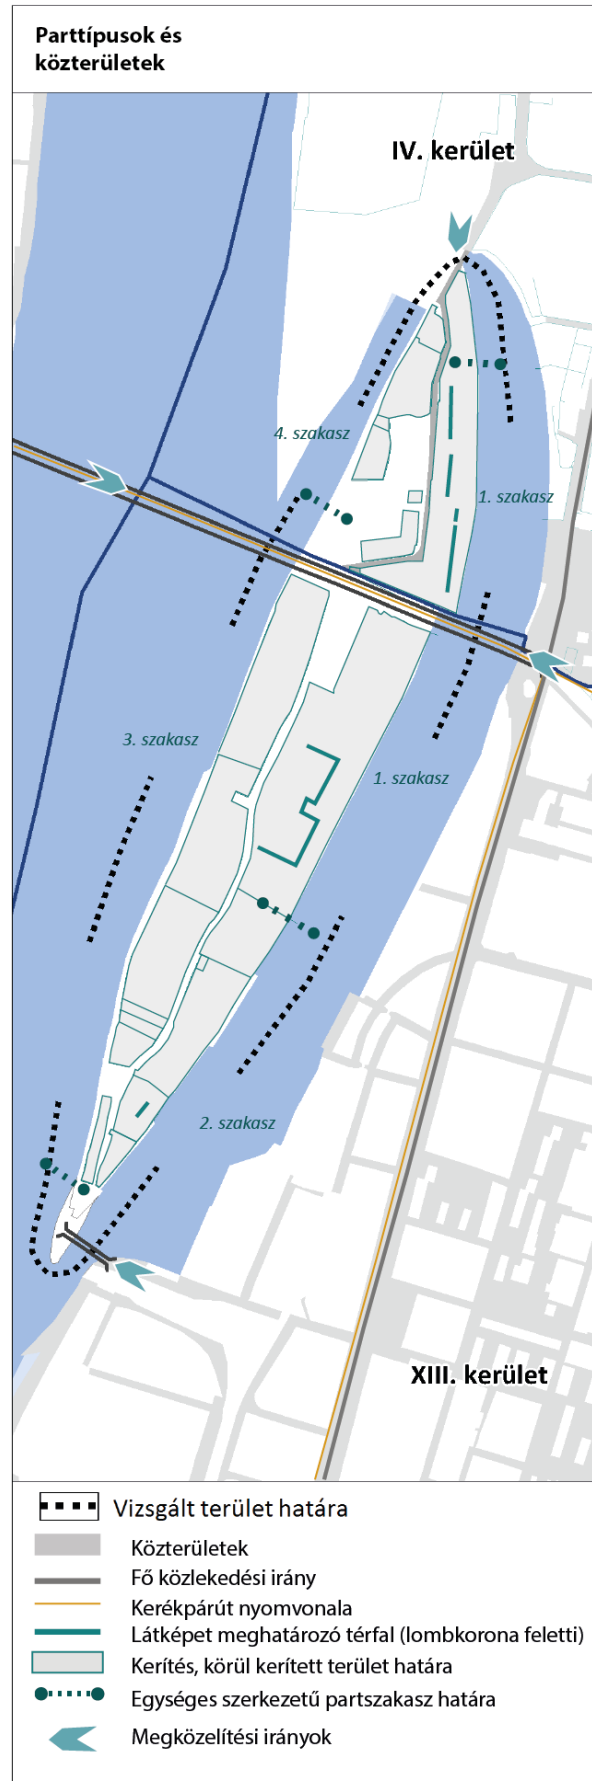 Parttípusok és
közterületek
IV. kerület
4. szakasz
1. szakasz
3. szakasz
1. szakasz
2. szakasz
XIII. kerület
Vizsgált terület határa
Közterületek
Fő közlekedési irány
Kerékpárút nyomvonala
Látképet meghatározó térfal (lombkorona feletti)
Kerítés, körül kerített terület határa
Egységes szerkezetű partszakasz határa
Megközelítési irányok